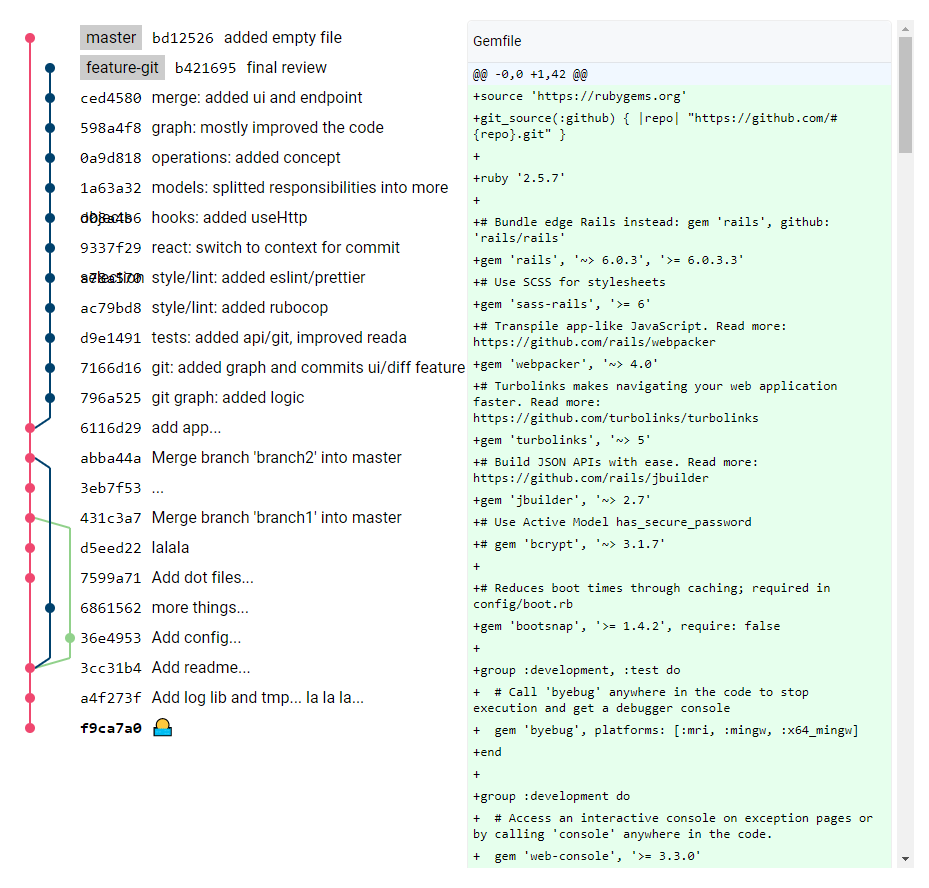 master bd12526 added empty file
feature-git b421695 final review
ced4580 merge: added ui and endpoint
598a4f8 graph: mostly improved the code
0a9d818 operations: added concept
1a63a32 models: splitted responsibilities into more
hooks: added useHttp
9337f29 react: switch to context for commit
style/lint: added eslint/prettier
ac79bd8 style/lint: added rubocop
d9e1491 tests: added api/git, improved reada
7166d16 git: added graph and commits ui/diff feature
796a525 git graph: added logic
6116d29 add app...
abba44a Merge branch 'branch2' into master
3eb7f53 ...
431c3a7 Merge branch 'branch1' into master
d5eed22 lalala
7599a71 Add dot files...
6861562 more things...
36e4953 Add config...
3cc31b4 Add readme...
a4f273f Add log lib and tmp... la la la...
f9ca7a0
Gemfile
@@ -0,0 +1,42 @@
+source 'https://rubygems.org'
+git_source(:github) { |repo| "https://github.com/#
{repo}.git" }
+
+ruby '2.5.7'
+
+# Bundle edge Rails instead: gem 'rails', github:
'rails/rails'
+gem 'rails', '~> 6.0.3', '>= 6.0.3.3'
+# Use SCSS for stylesheets
+gem 'sass-rails', '>= 6'
+# Transpile app-like JavaScript. Read more:
https://github.com/rails/webpacker
+gem 'webpacker', '~> 4.0'
+# Turbolinks makes navigating your web application
faster. Read more:
https://github.com/turbolinks/turbolinks
+gem 'turbolinks', '~> 5'
+# Build JSON APIs with ease. Read more:
https://github.com/rails/jbuilder
+gem 'jbuilder', '~> 2.7'
+# Use Active Model has_secure_password
+# gem 'bcrypt', '~> 3.1.7'
+
+# Reduces boot times through caching; required in
config/boot.rb
+gem 'bootsnap', '>= 1.4.2', require: false
+
+group :development, :test do
+  # Call 'byebug' anywhere in the code to stop
execution and get a debugger console
+  gem 'byebug', platforms: [:mri, :mingw, :x64_mingw]
+end
+
+group :development do
+  # Access an interactive console on exception pages or
by calling 'console' anywhere in the code.
+  gem 'web-console', '>= 3.3.0'